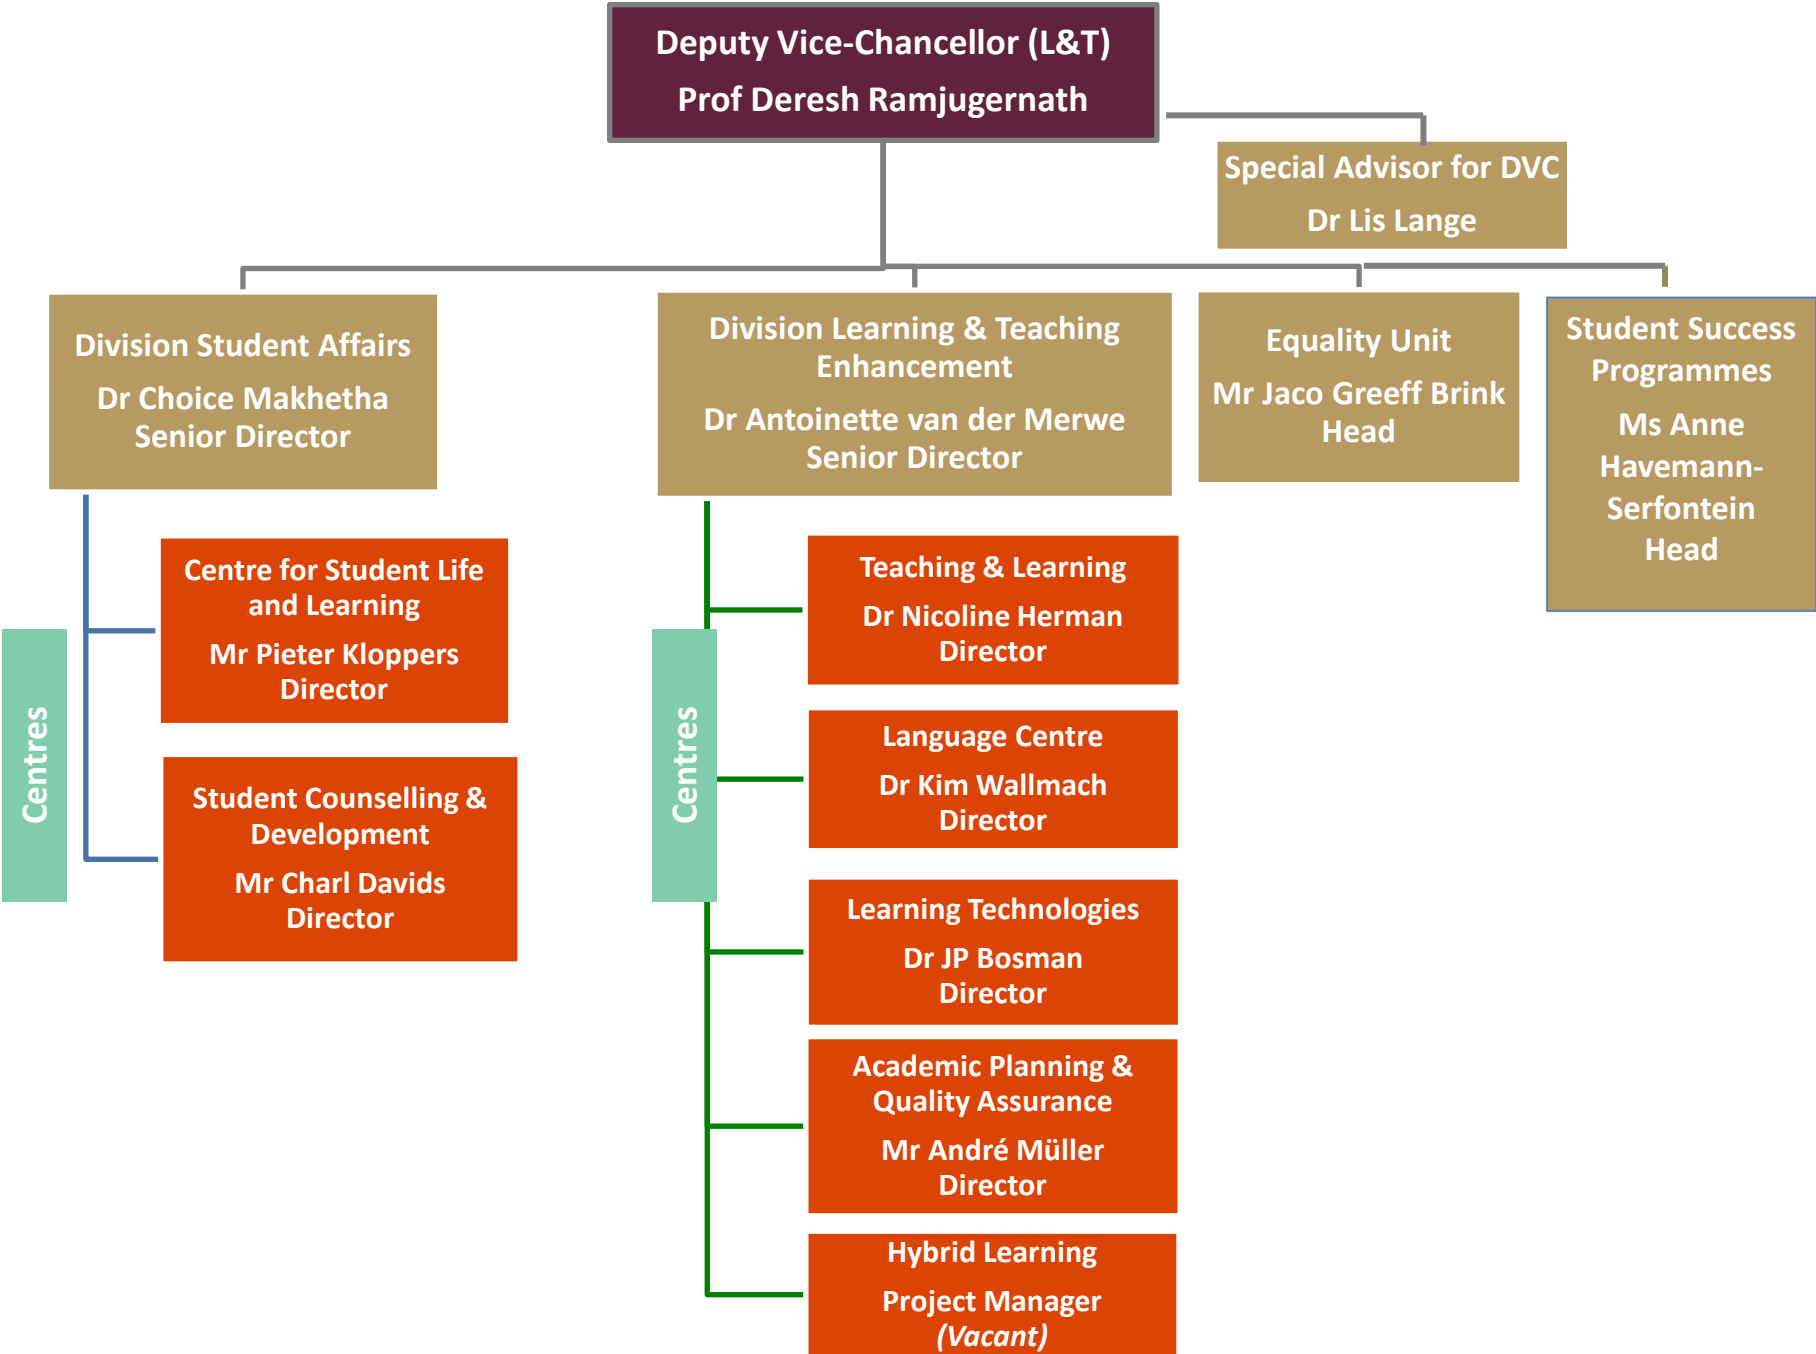 Deputy Vice-Chancellor (L&T)
Prof Deresh Ramjugernath
Special Advisor for DVC
Dr Lis Lange
Division Student Affairs
Dr Choice Makhetha
Senior Director
Division Learning & Teaching
Enhancement
Dr Antoinette van der Merwe
Senior Director
Equality Unit
Mr Jaco Greeff Brink
Head
Student Success
Programmes
Ms Anne
Havemann-
Serfontein
Head
Centres
Centre for Student Life
and Learning
Mr Pieter Kloppers
Director
Student Counselling &
Development
Mr Charl Davids
Director
Centres
Teaching & Learning
Dr Nicoline Herman
Director
Language Centre
Dr Kim Wallmach
Director
Learning Technologies
Dr JP Bosman
Director
Academic Planning &
Quality Assurance
Mr André Müller
Director
Hybrid Learning
Project Manager
(Vacant)